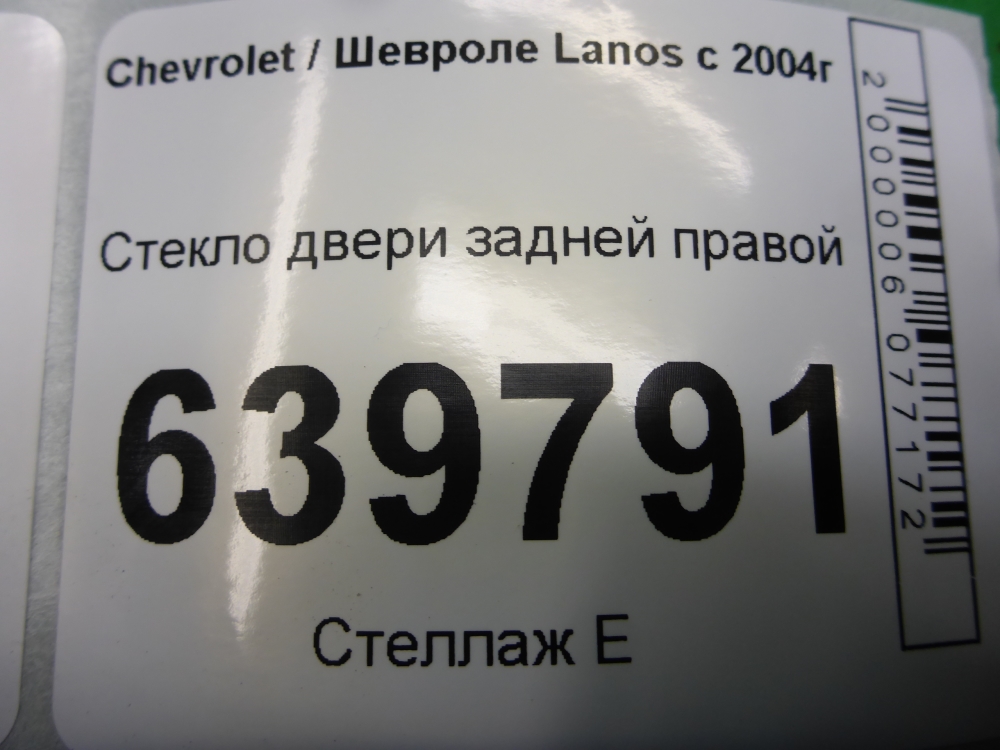 Chevrolet / Шевроле Lanos с 2004г
Стекло двери задней правой
639791
Стеллаж Е
2000006077172